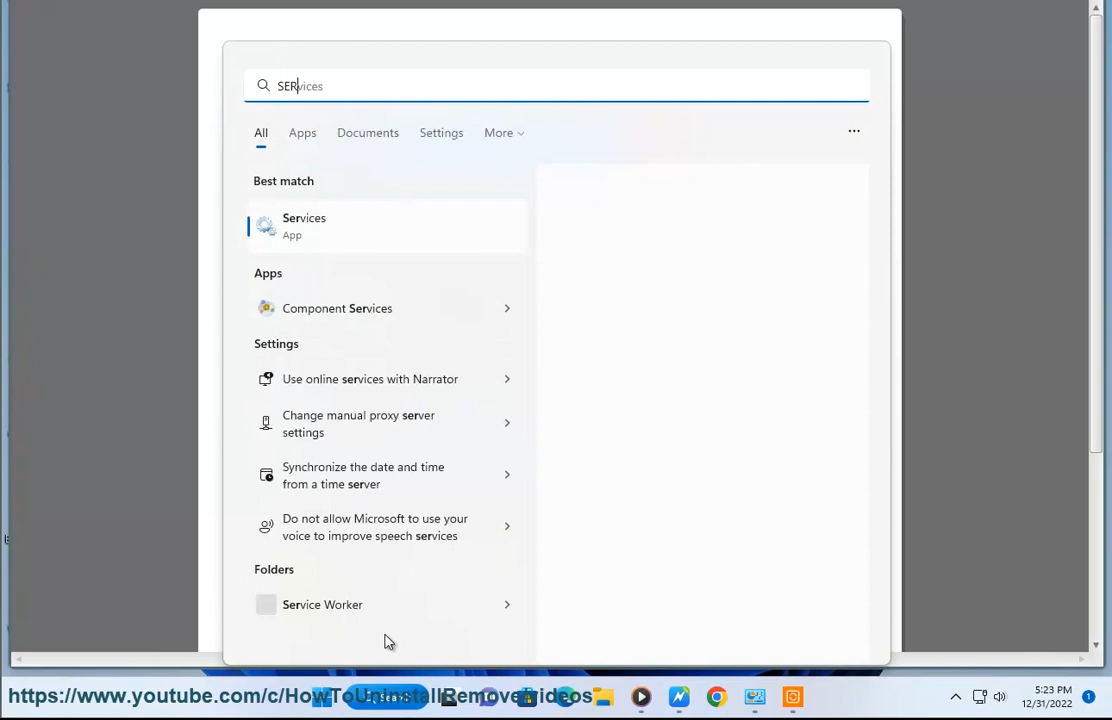 SERvices
All Apps Documents Settings More
Best match
Services
App
Apps
Component Services
Settings
Use online services with Narrator
Change manual proxy server
settings
Synchronize the date and time
from a time server
Do not allow Microsoft to use your
voice to improve speech services
Folders
Service Worker
https://www.youtube.com/c/HowToUninstallRemovevideos
5:23 PM
12/31/2022
1